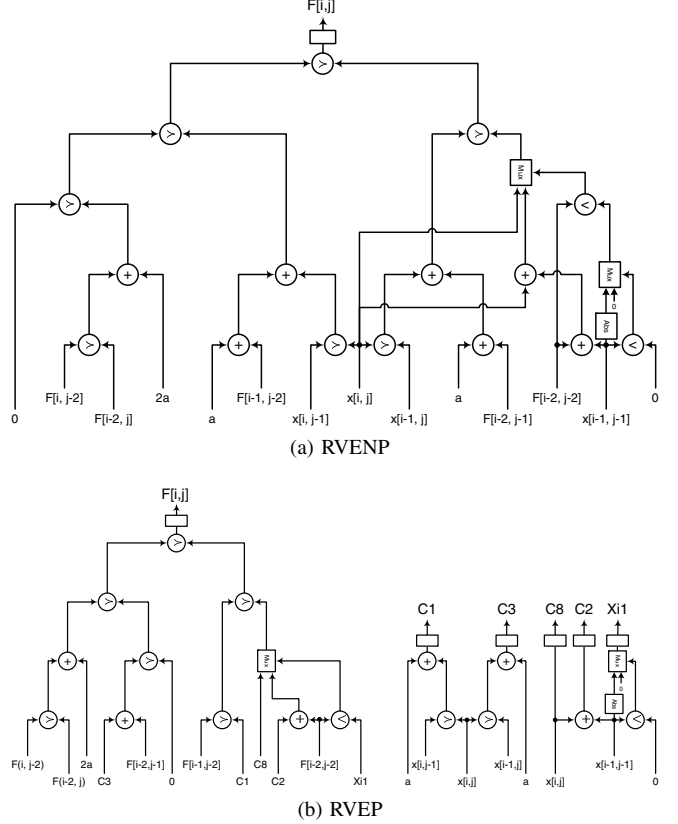 F[i,j]
Mux
Mux
0
Abs
F[i, j-2]
2a
F[i-1, j-2]
x[i, j]
a
F[i-2, j-2]
0
0
F[i-2, j]
a
x[i, j-1]
x[i-1, j]
F[i-2, j-1]
x[i-1, j-1]
(a) RVENP
F[i,j]
C1
C3
C8
C2
Xi1
Mux
Mux
0
Abs
F(i, j-2)
2a
F[i-2,j-1]
F[i-1,j-2]
C8
F[i-2,j-2]
x[i,j-1]
x[i-1,j]
x[i-1,j-1]
F(i-2, j)
C3
0
C1
C2
Xi1
a
x[i,j]
a
x[i,j]
0
(b) RVEP